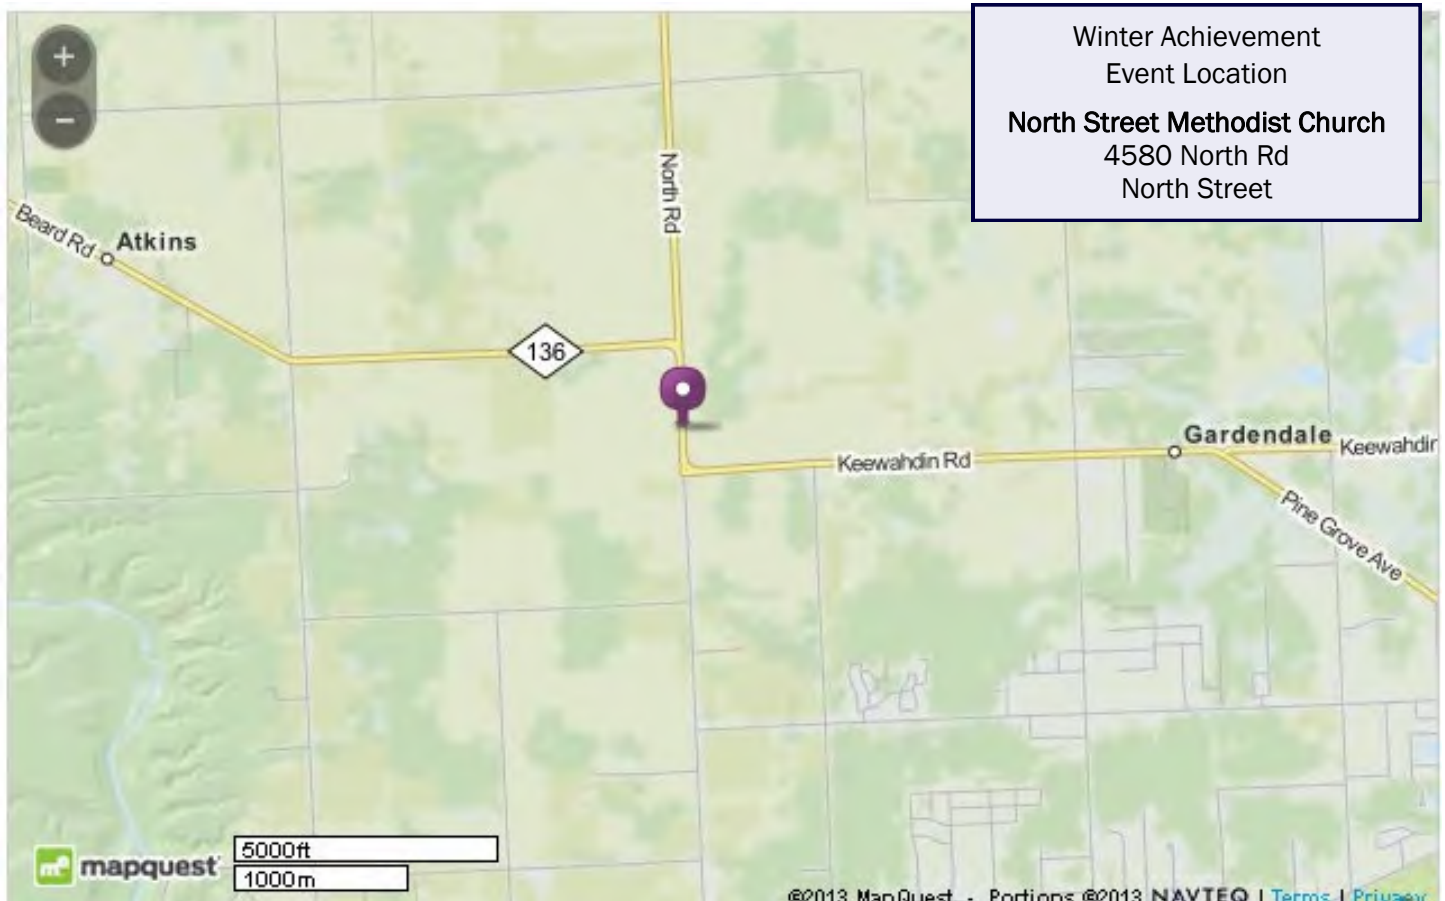 Winter Achievement
Event Location
North Street Methodist Church
4580 North Rd
North Street
North Rd
Beard Rd
Atkins
136
Gardendale
Keewahdin Rd
Keewahdir
Pine Grove Ave
mapquest
5000ft
1000m
©2013 MapQuest - Portions ©2013 NAVTEQ | Terms | Privacy